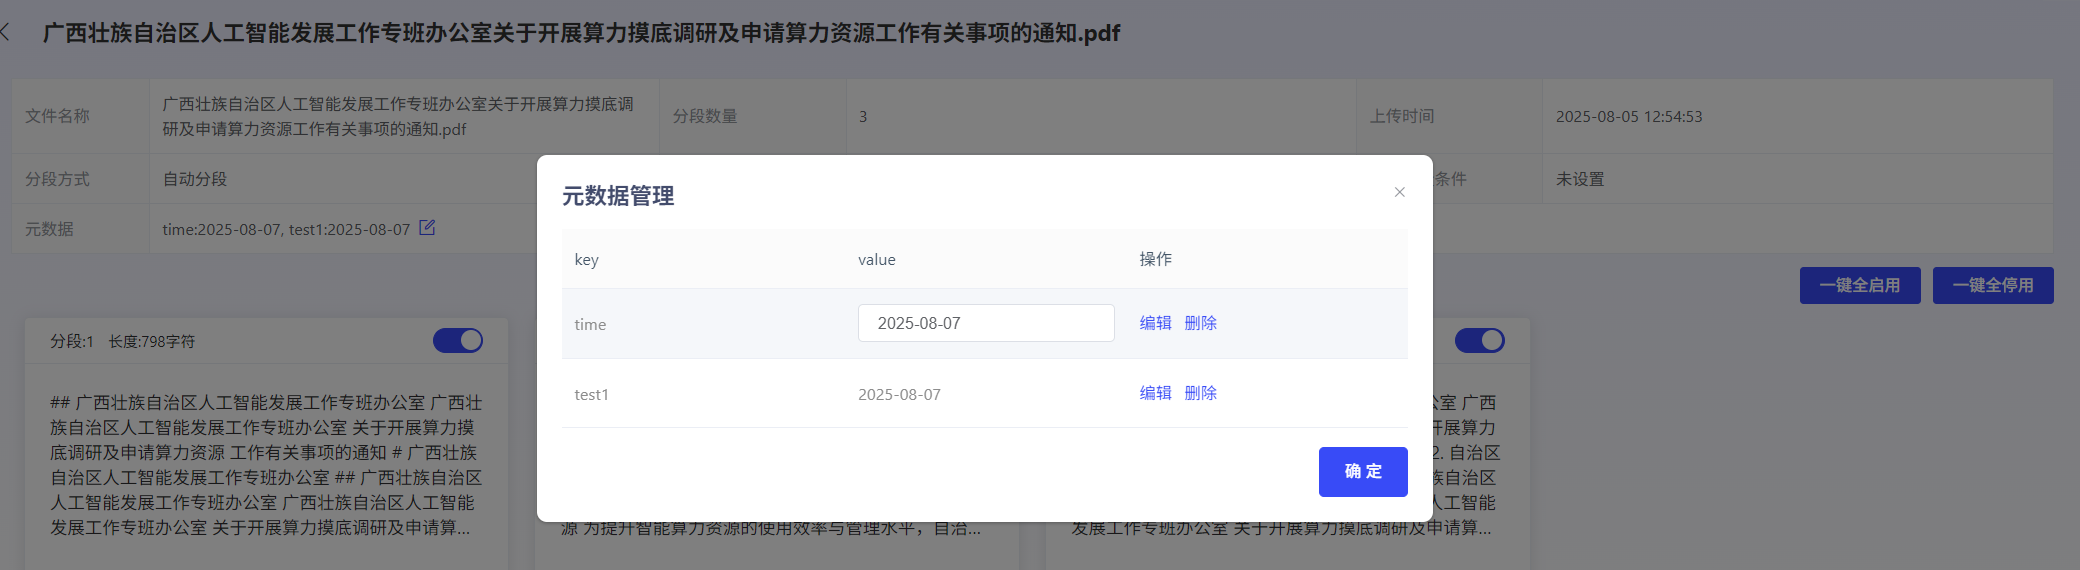 广西壮族自治区人工智能发展工作专班办公室关于开展算力摸底调研及申请算力资源工作有关事项的通知.pdf
文件名称
广西壮族自治区人工智能发展工作专班办公室关于开展算力摸底调
研及申请算力资源工作有关事项的通知.pdf
分段数量
3
上传时间
2025-08-05 12:54:53
分段方式
自动分段
条件
未设置
元数据
time:2025-08-07, test1:2025-08-07
元数据管理
key
value
操作
time
2025-08-07
编辑 删除
test1
2025-08-07
编辑 删除
确 定
一键全启用
一键全停用
分段:1 长度:798字符
## 广西壮族自治区人工智能发展工作专班办公室 广西壮
族自治区人工智能发展工作专班办公室 关于开展算力摸
底调研及申请算力资源 工作有关事项的通知 # 广西壮族
自治区人工智能发展工作专班办公室 ## 广西壮族自治区
人工智能发展工作专班办公室 广西壮族自治区人工智能
发展工作专班办公室 关于开展算力摸底调研及申请算...
源 为提升智能算力资源的使用效率与管理水平，自治...
公室 广西
开展算力
2. 自治区
族自治区
人工智能
发展工作专班办公室 关于开展算力摸底调研及申请算...